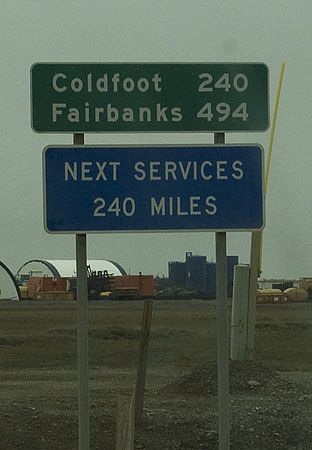 Coldfoot 240
Fairbanks 494
NEXT SERVICES
240 MILES